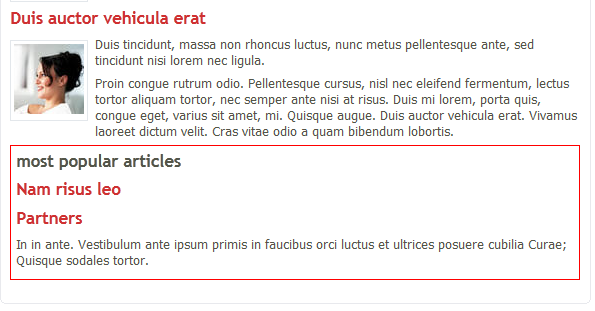 Duis auctor vehicula erat
Duis tincidunt, massa non rhoncus luctus, nunc metus pellentesque ante, sed
tincidunt nisi lorem nec ligula.
Proin congue rutrum odio. Pellentesque cursus, nisl nec eleifend fermentum, lectus
tortor aliquam tortor, nec semper ante nisi at risus. Duis mi lorem, porta quis,
congue eget, varius sit amet, mi. Quisque augue. Duis auctor vehicula erat. Vivamus
laoreet dictum velit. Cras vitae odio a quam bibendum lobortis.
most popular articles
Nam risus leo
Partners
In in ante. Vestibulum ante ipsum primis in faucibus orci luctus et ultrices posuere cubilia Curae;
Quisque sodales tortor.